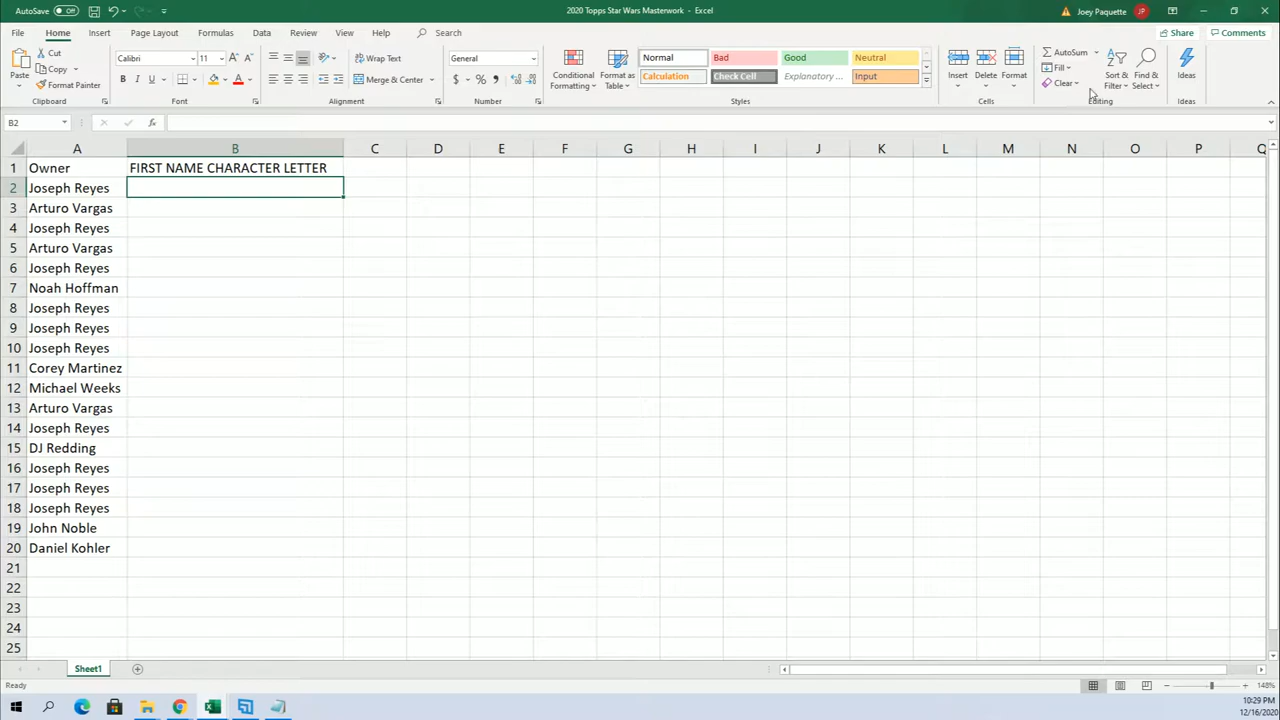 AutoSave Off
2020 Topps Star Wars Masterwork - Excel
Joey Paquette JP
File Home Insert Page Layout Formulas Data Review View Help Search
Share Comments
Paste
Cut
Copy
Format Painter
Clipboard
Calibri 11
B I U
Font
Wrap Text
Merge & Center
Alignment
General
$ % 9
Number
Conditional Formatting
Format as Table
Normal Bad Good Neutral
Calculation Check Cell Explanatory ... Input
Styles
Insert Delete Format
Cells
AutoSum
Fill
Clear
Sort & Filter
Find & Select
Editing
Ideas
Ideas
B2 fx
A B C D E F G H I J K L M N O P Q
1 Owner FIRST NAME CHARACTER LETTER
2 Joseph Reyes
3 Arturo Vargas
4 Joseph Reyes
5 Arturo Vargas
6 Joseph Reyes
7 Noah Hoffman
8 Joseph Reyes
9 Joseph Reyes
10 Joseph Reyes
11 Corey Martinez
12 Michael Weeks
13 Arturo Vargas
14 Joseph Reyes
15 DJ Redding
16 Joseph Reyes
17 Joseph Reyes
18 Joseph Reyes
19 John Noble
20 Daniel Kohler
21
22
23
24
25
Sheet1
Ready
148%
10:29 PM
12/16/2020